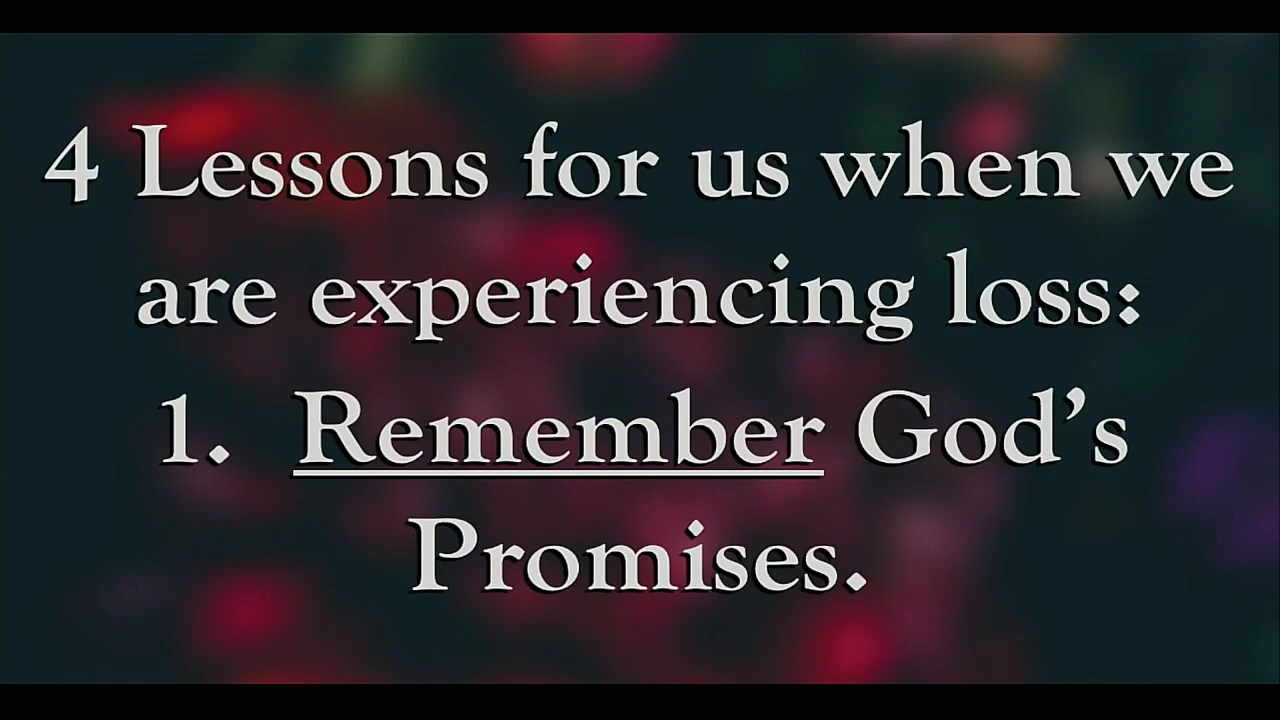 4 Lessons for us when we
are experiencing loss:
1. Remember God’s
Promises.